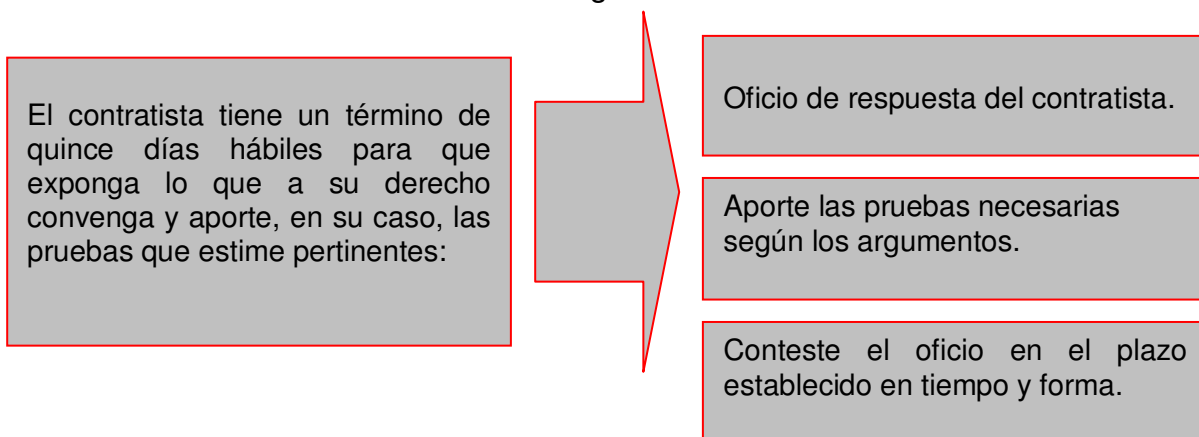 El contratista tiene un término de
quince días hábiles para que
exponga lo que a su derecho
convenga y aporte, en su caso, las
pruebas que estime pertinentes:
Oficio de respuesta del contratista.
Aporte las pruebas necesarias
según los argumentos.
Conteste el oficio en el plazo
establecido en tiempo y forma.